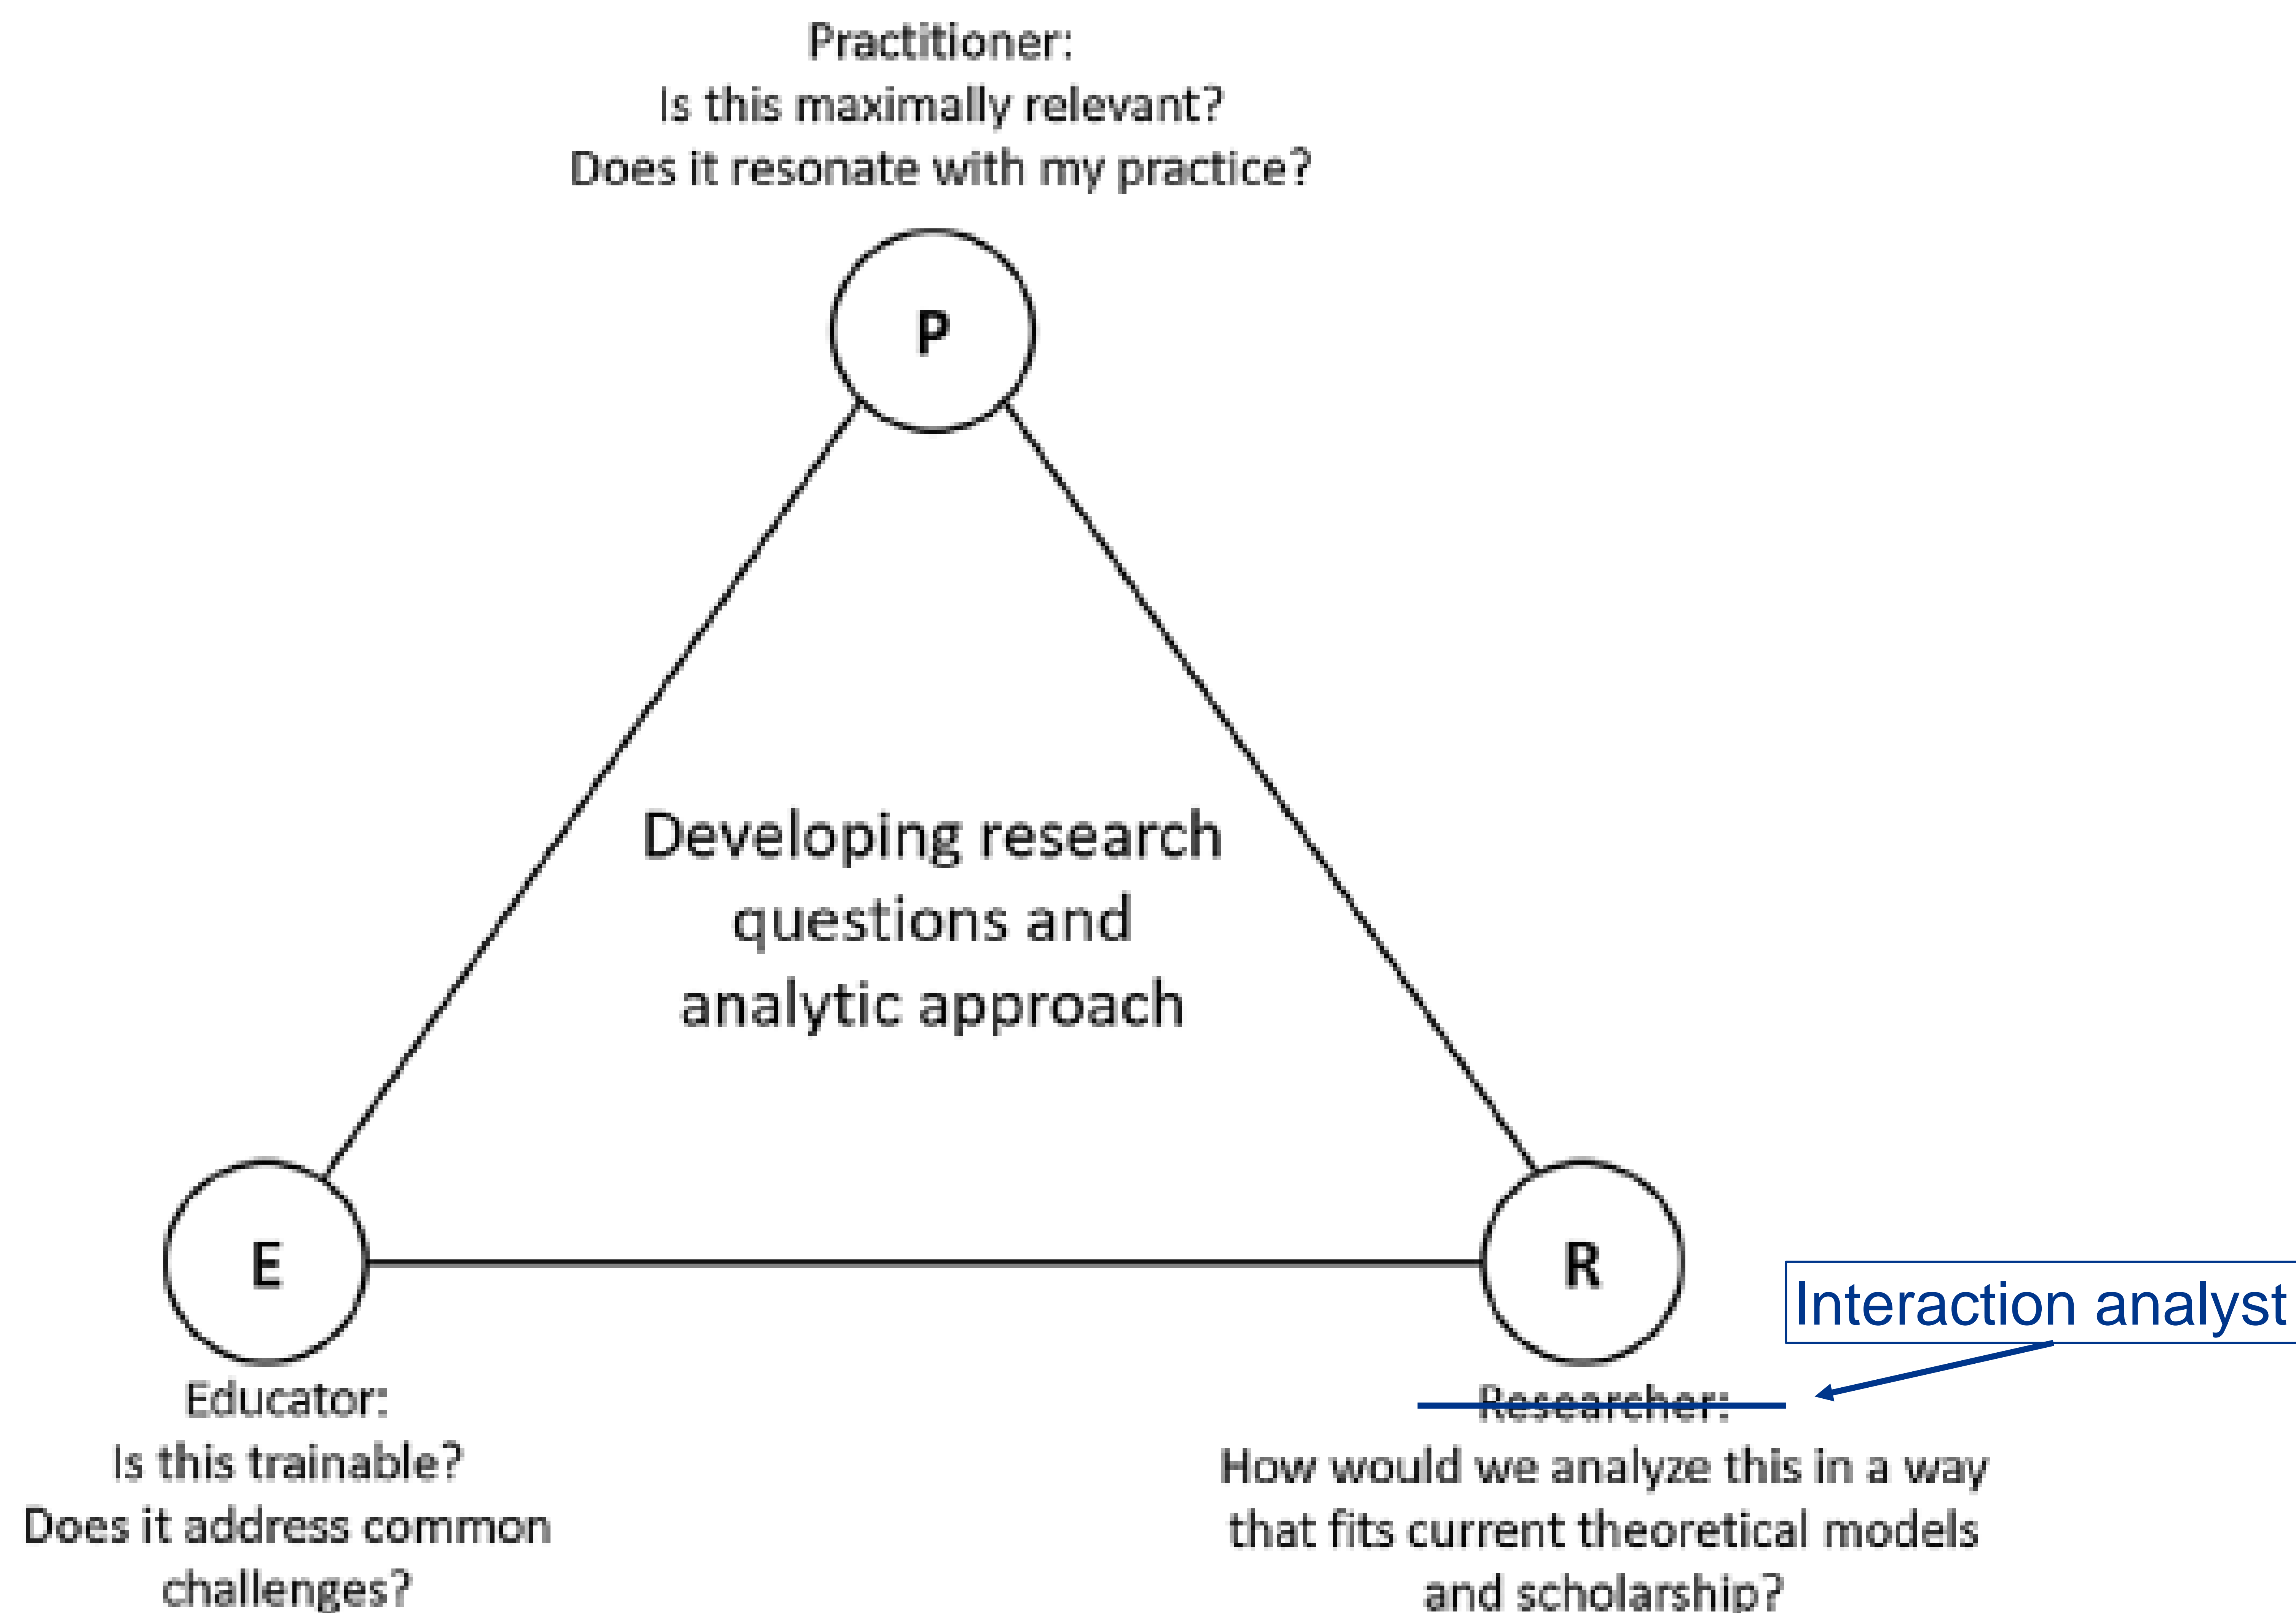 Practitioner:
Is this maximally relevant?
Does it resonate with my practice?
P
Developing research
questions and
analytic approach
E
R
Interaction analyst
Educator:
Is this trainable?
Does it address common
challenges?
Researcher:
How would we analyze this in a way
that fits current theoretical models
and scholarship?